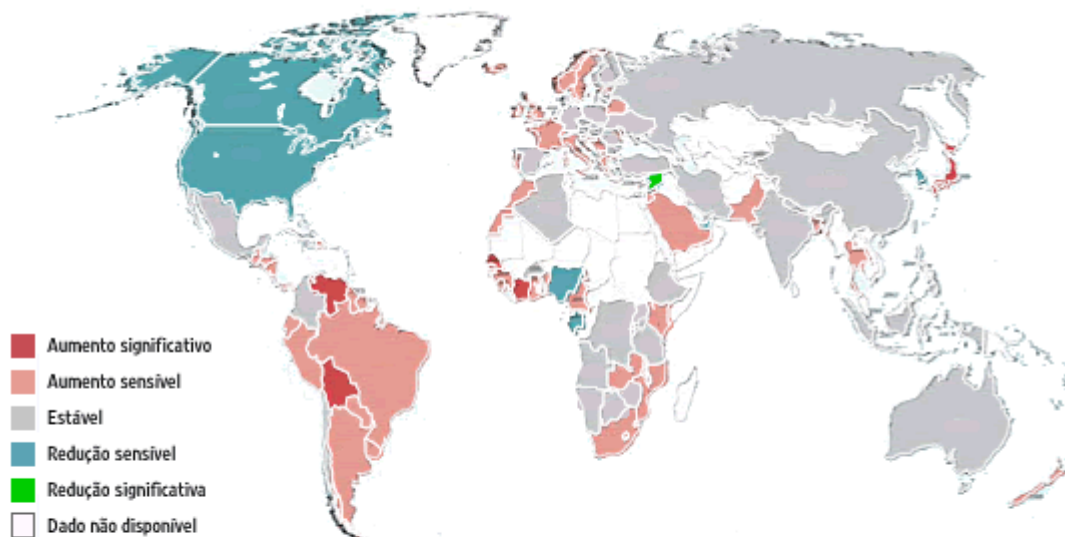 Aumento significativo
Aumento sensível
Estável
Redução sensível
Redução significativa
Dado não disponível